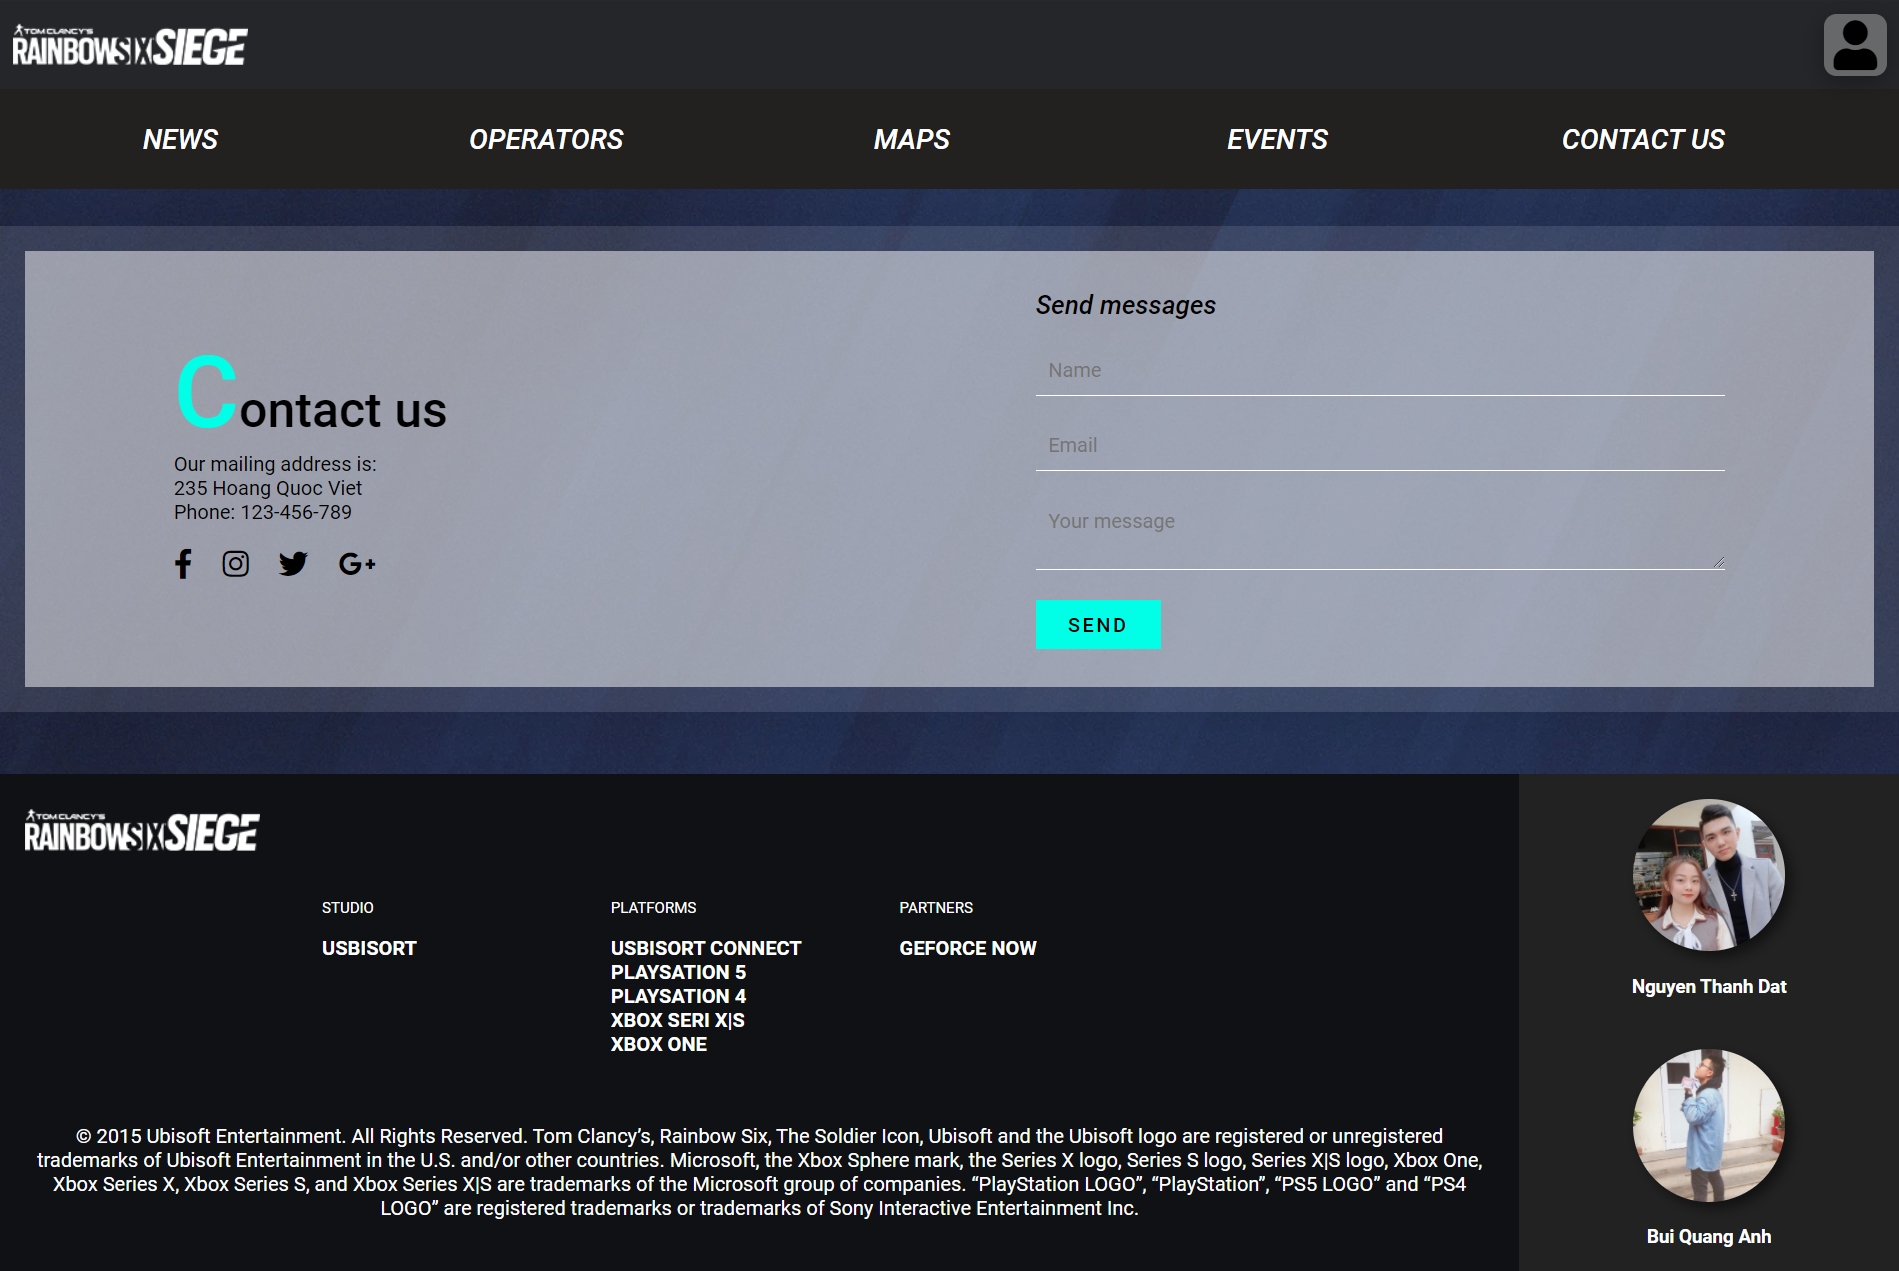 TOM CLANCY'S
RAINBOWSIX SIEGE
NEWS
OPERATORS
MAPS
EVENTS
CONTACT US
Contact us
Our mailing address is:
235 Hoang Quoc Viet
Phone: 123-456-789
Send messages
Name
Email
Your message
SEND
TOM CLANCY'S
RAINBOWSIX SIEGE
STUDIO
USBISORT
PLATFORMS
USBISORT CONNECT
PLAYSATION 5
PLAYSATION 4
XBOX SERI X|S
XBOX ONE
PARTNERS
GEFORCE NOW
© 2015 Ubisoft Entertainment. All Rights Reserved. Tom Clancy’s, Rainbow Six, The Soldier Icon, Ubisoft and the Ubisoft logo are registered or unregistered
trademarks of Ubisoft Entertainment in the U.S. and/or other countries. Microsoft, the Xbox Sphere mark, the Series X logo, Series S logo, Series X|S logo, Xbox One,
Xbox Series X, Xbox Series S, and Xbox Series X|S are trademarks of the Microsoft group of companies. “PlayStation LOGO”, “PlayStation”, “PS5 LOGO” and “PS4
LOGO” are registered trademarks or trademarks of Sony Interactive Entertainment Inc.
Nguyen Thanh Dat
Bui Quang Anh